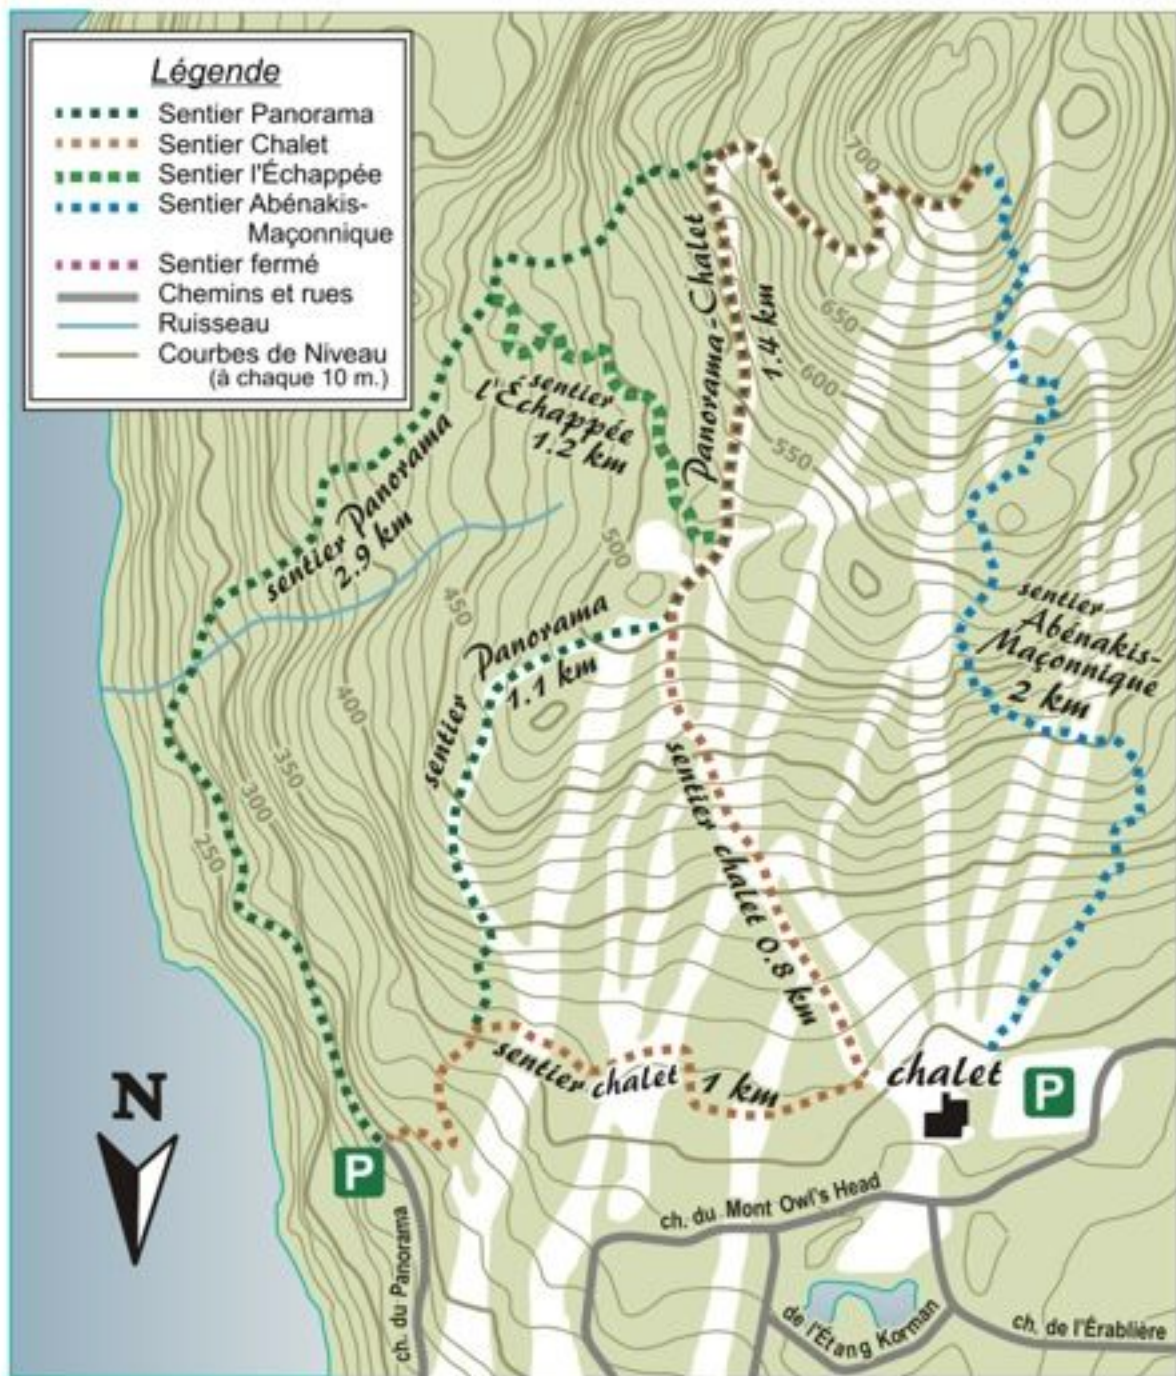 Légende
Sentier Panorama
Sentier Chalet
Sentier l'Échappée
Sentier Abénakis-
Maçonnique
Sentier fermé
Chemins et rues
Ruisseau
Courbes de Niveau
(à chaque 10 m.)
700
650
600
550
500
450
400
350
300
250
Panorama-Chalet
1.4 km
sentier
l'Échappée
1.2 km
sentier Panorama
2.9 km
sentier Panorama
1.1 km
sentier
Abénakis-
Maçonnique
2 km
sentier chalet 0.8 km
sentier chalet 1 km
chalet
P
N
P
ch. du Panorama
ch. du Mont Owl's Head
de l'Étang Korman
ch. de l'Érablière